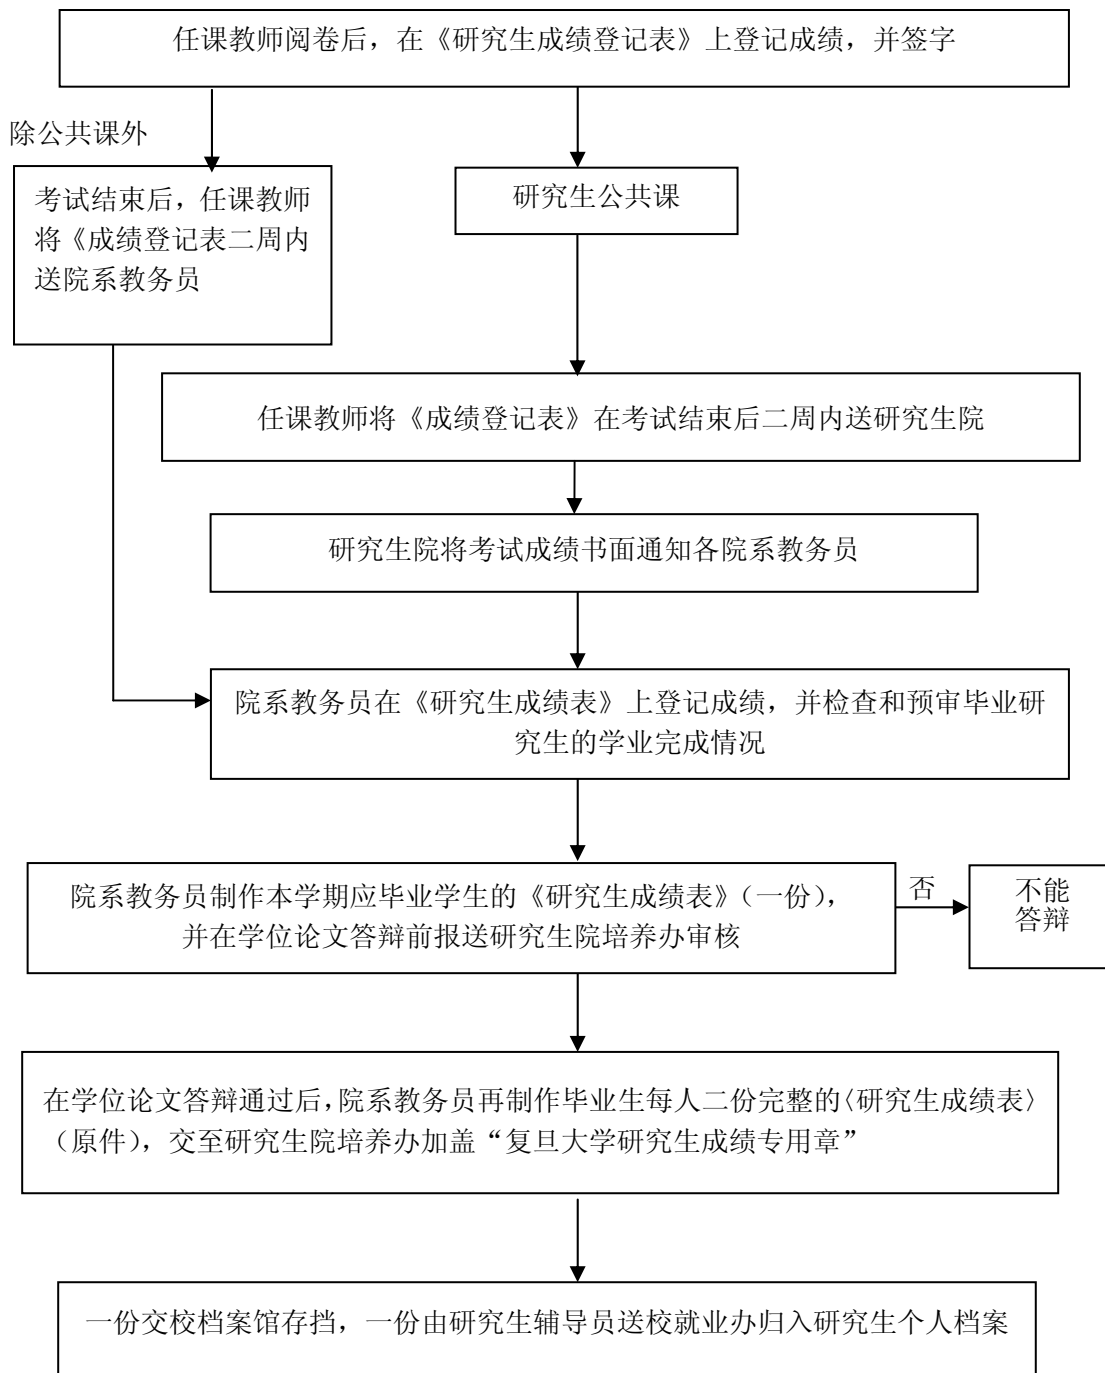 任课教师阅卷后，在《研究生成绩登记表》上登记成绩，并签字
除公共课外
考试结束后，任课教师
将《成绩登记表二周内
送院系教务员
研究生公共课
任课教师将《成绩登记表》在考试结束后二周内送研究生院
研究生院将考试成绩书面通知各院系教务员
院系教务员在《研究生成绩表》上登记成绩，并检查和预审毕业研
究生的学业完成情况
院系教务员制作本学期应毕业学生的《研究生成绩表》（一份），
并在学位论文答辩前报送研究生院培养办审核
否
不能
答辩
在学位论文答辩通过后，院系教务员再制作毕业生每人二份完整的〈研究生成绩表〉
（原件），交至研究生院培养办加盖“复旦大学研究生成绩专用章”
一份交校档案馆存挡，一份由研究生辅导员送校就业办归入研究生个人档案